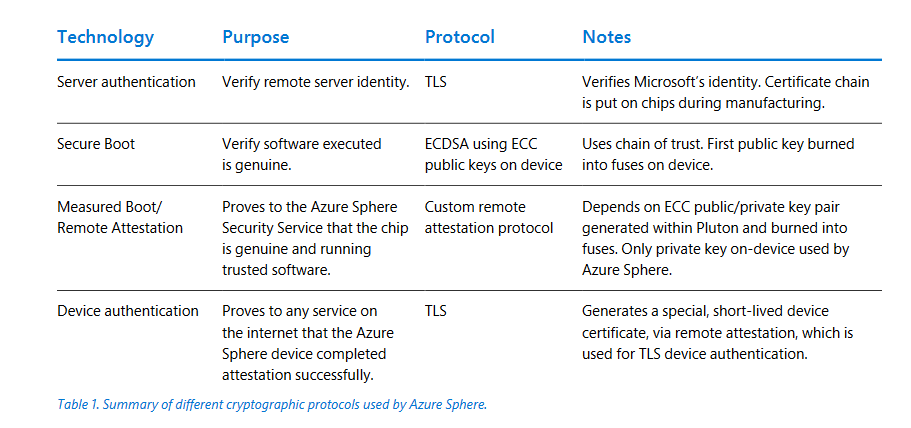 Technology Purpose Protocol Notes
Server authentication Verify remote server identity. TLS Verifies Microsoft's identity. Certificate chain
is put on chips during manufacturing.
Secure Boot Verify software executed ECDSA using ECC Uses chain of trust. First public key burned
is genuine. public keys on device into fuses on device.
Measured Boot/ Proves to the Azure Sphere Custom remote Depends on ECC public/private key pair
Remote Attestation Security Service that the chip attestation protocol generated within Pluton and burned into
is genuine and running fuses. Only private key on-device used by
trusted software. Azure Sphere.
Device authentication Proves to any service on TLS Generates a special, short-lived device
the internet that the Azure certificate, via remote attestation, which is
Sphere device completed used for TLS device authentication.
attestation successfully.
Table 1. Summary of different cryptographic protocols used by Azure Sphere.